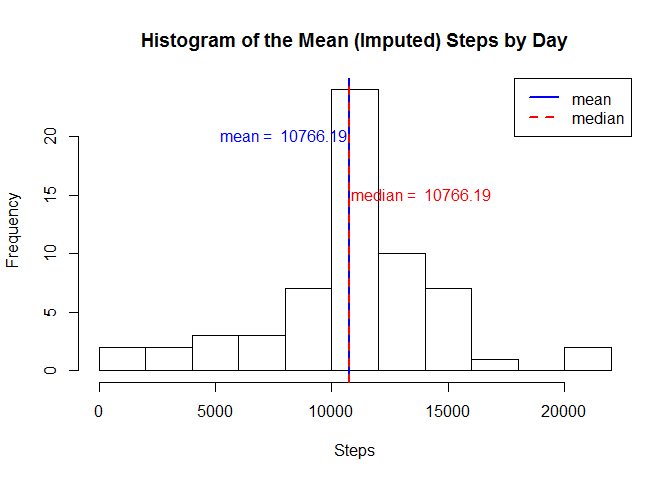 Histogram of the Mean (Imputed) Steps by Day
mean
median
mean =  10766.19
median =  10766.19
Frequency
20
15
10
5
0
0 5000 10000 15000 20000
Steps